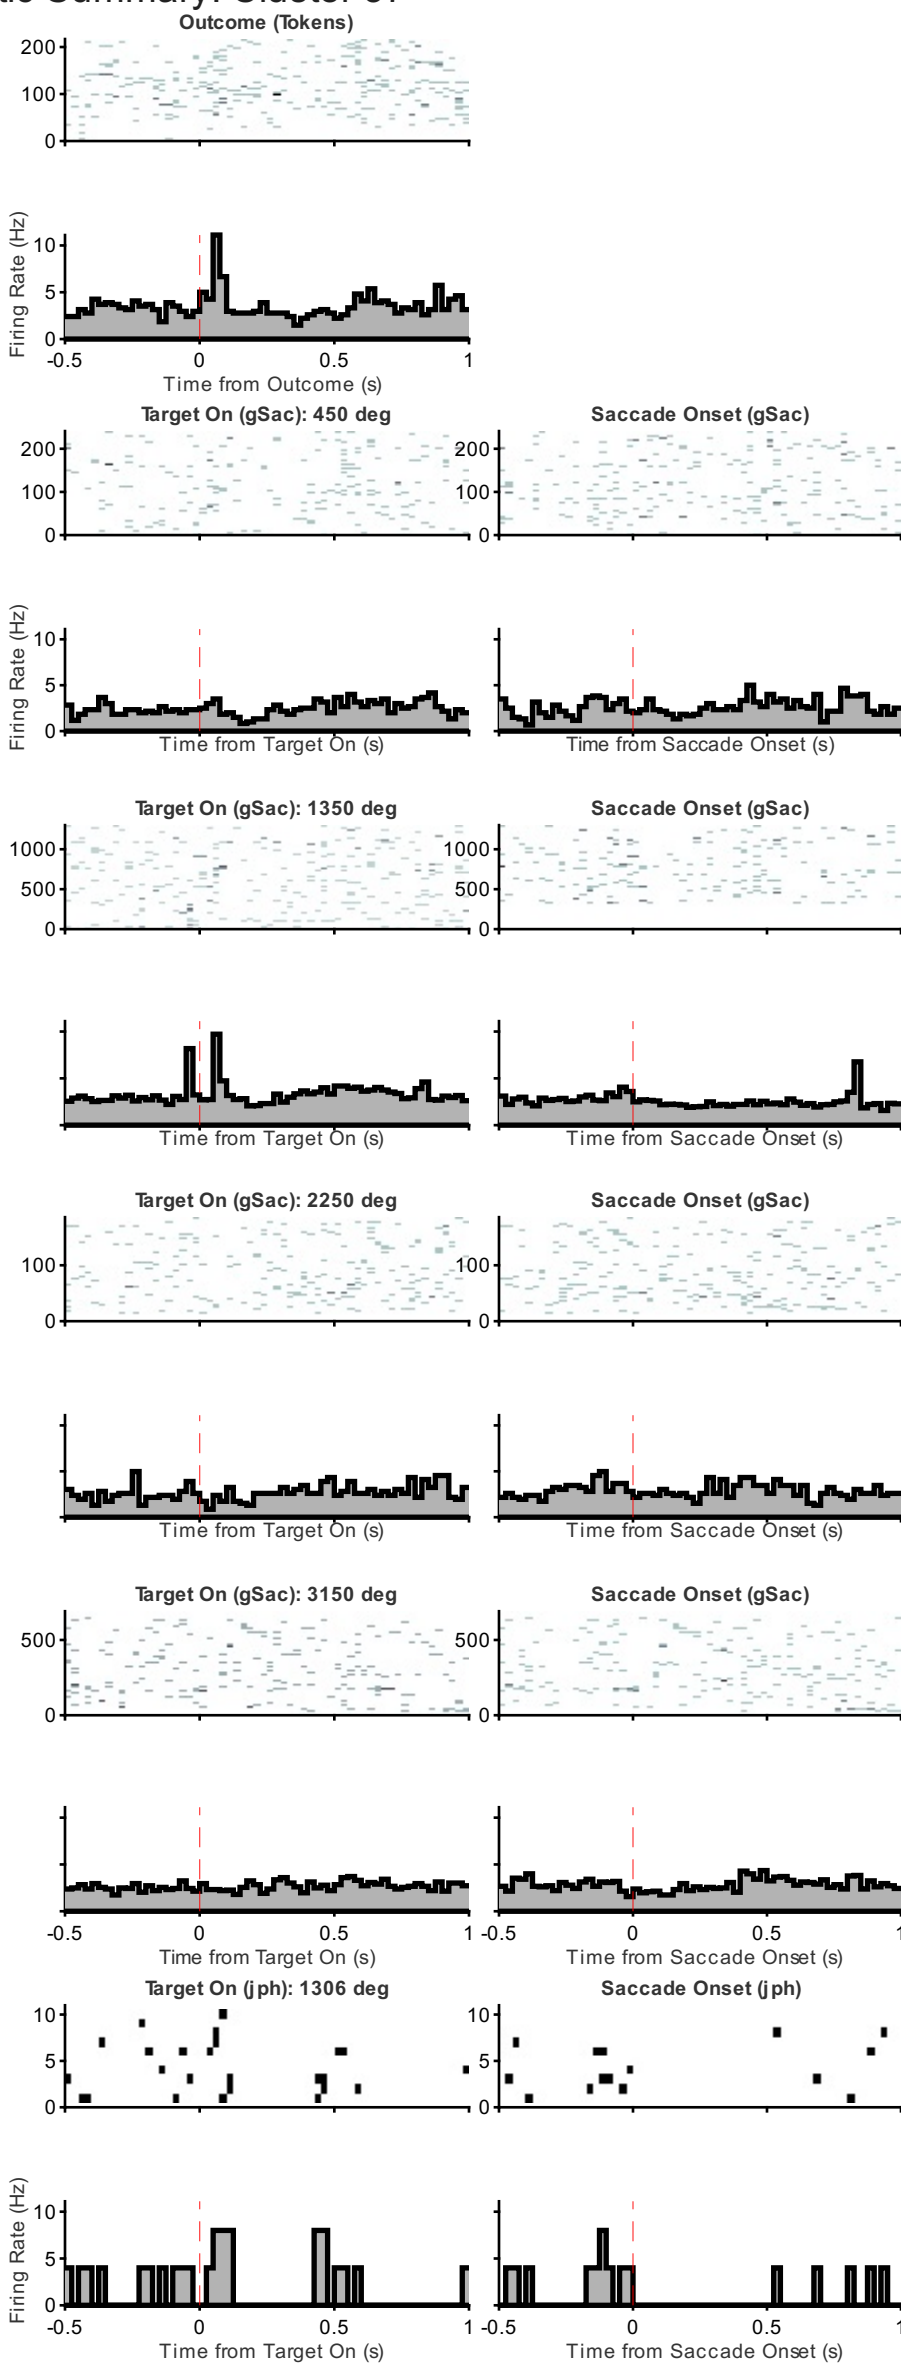 Summary: Cluster
Outcome (Tokens)
200
100
0
Firing Rate (Hz)
10
5
0
-0.5 0 0.5 1
Time from Outcome (s)
Target On (gSac): 450 deg Saccade Onset (gSac)
200 200
100 100
0 0
Firing Rate (Hz)
10
5
0
Time from Target On (s) Time from Saccade Onset (s)
Target On (gSac): 1350 deg Saccade Onset (gSac)
1000 1000
500 500
0 0
Time from Target On (s) Time from Saccade Onset (s)
Target On (gSac): 2250 deg Saccade Onset (gSac)
100 100
0 0
Time from Target On (s) Time from Saccade Onset (s)
Target On (gSac): 3150 deg Saccade Onset (gSac)
500 500
0 0
-0.5 0 0.5 1 -0.5 0 0.5 1
Time from Target On (s) Time from Saccade Onset (s)
Target On (jph): 1306 deg Saccade Onset (jph)
10 10
5 5
0 0
Firing Rate (Hz)
10
5
0
-0.5 0 0.5 1 -0.5 0 0.5 1
Time from Target On (s) Time from Saccade Onset (s)